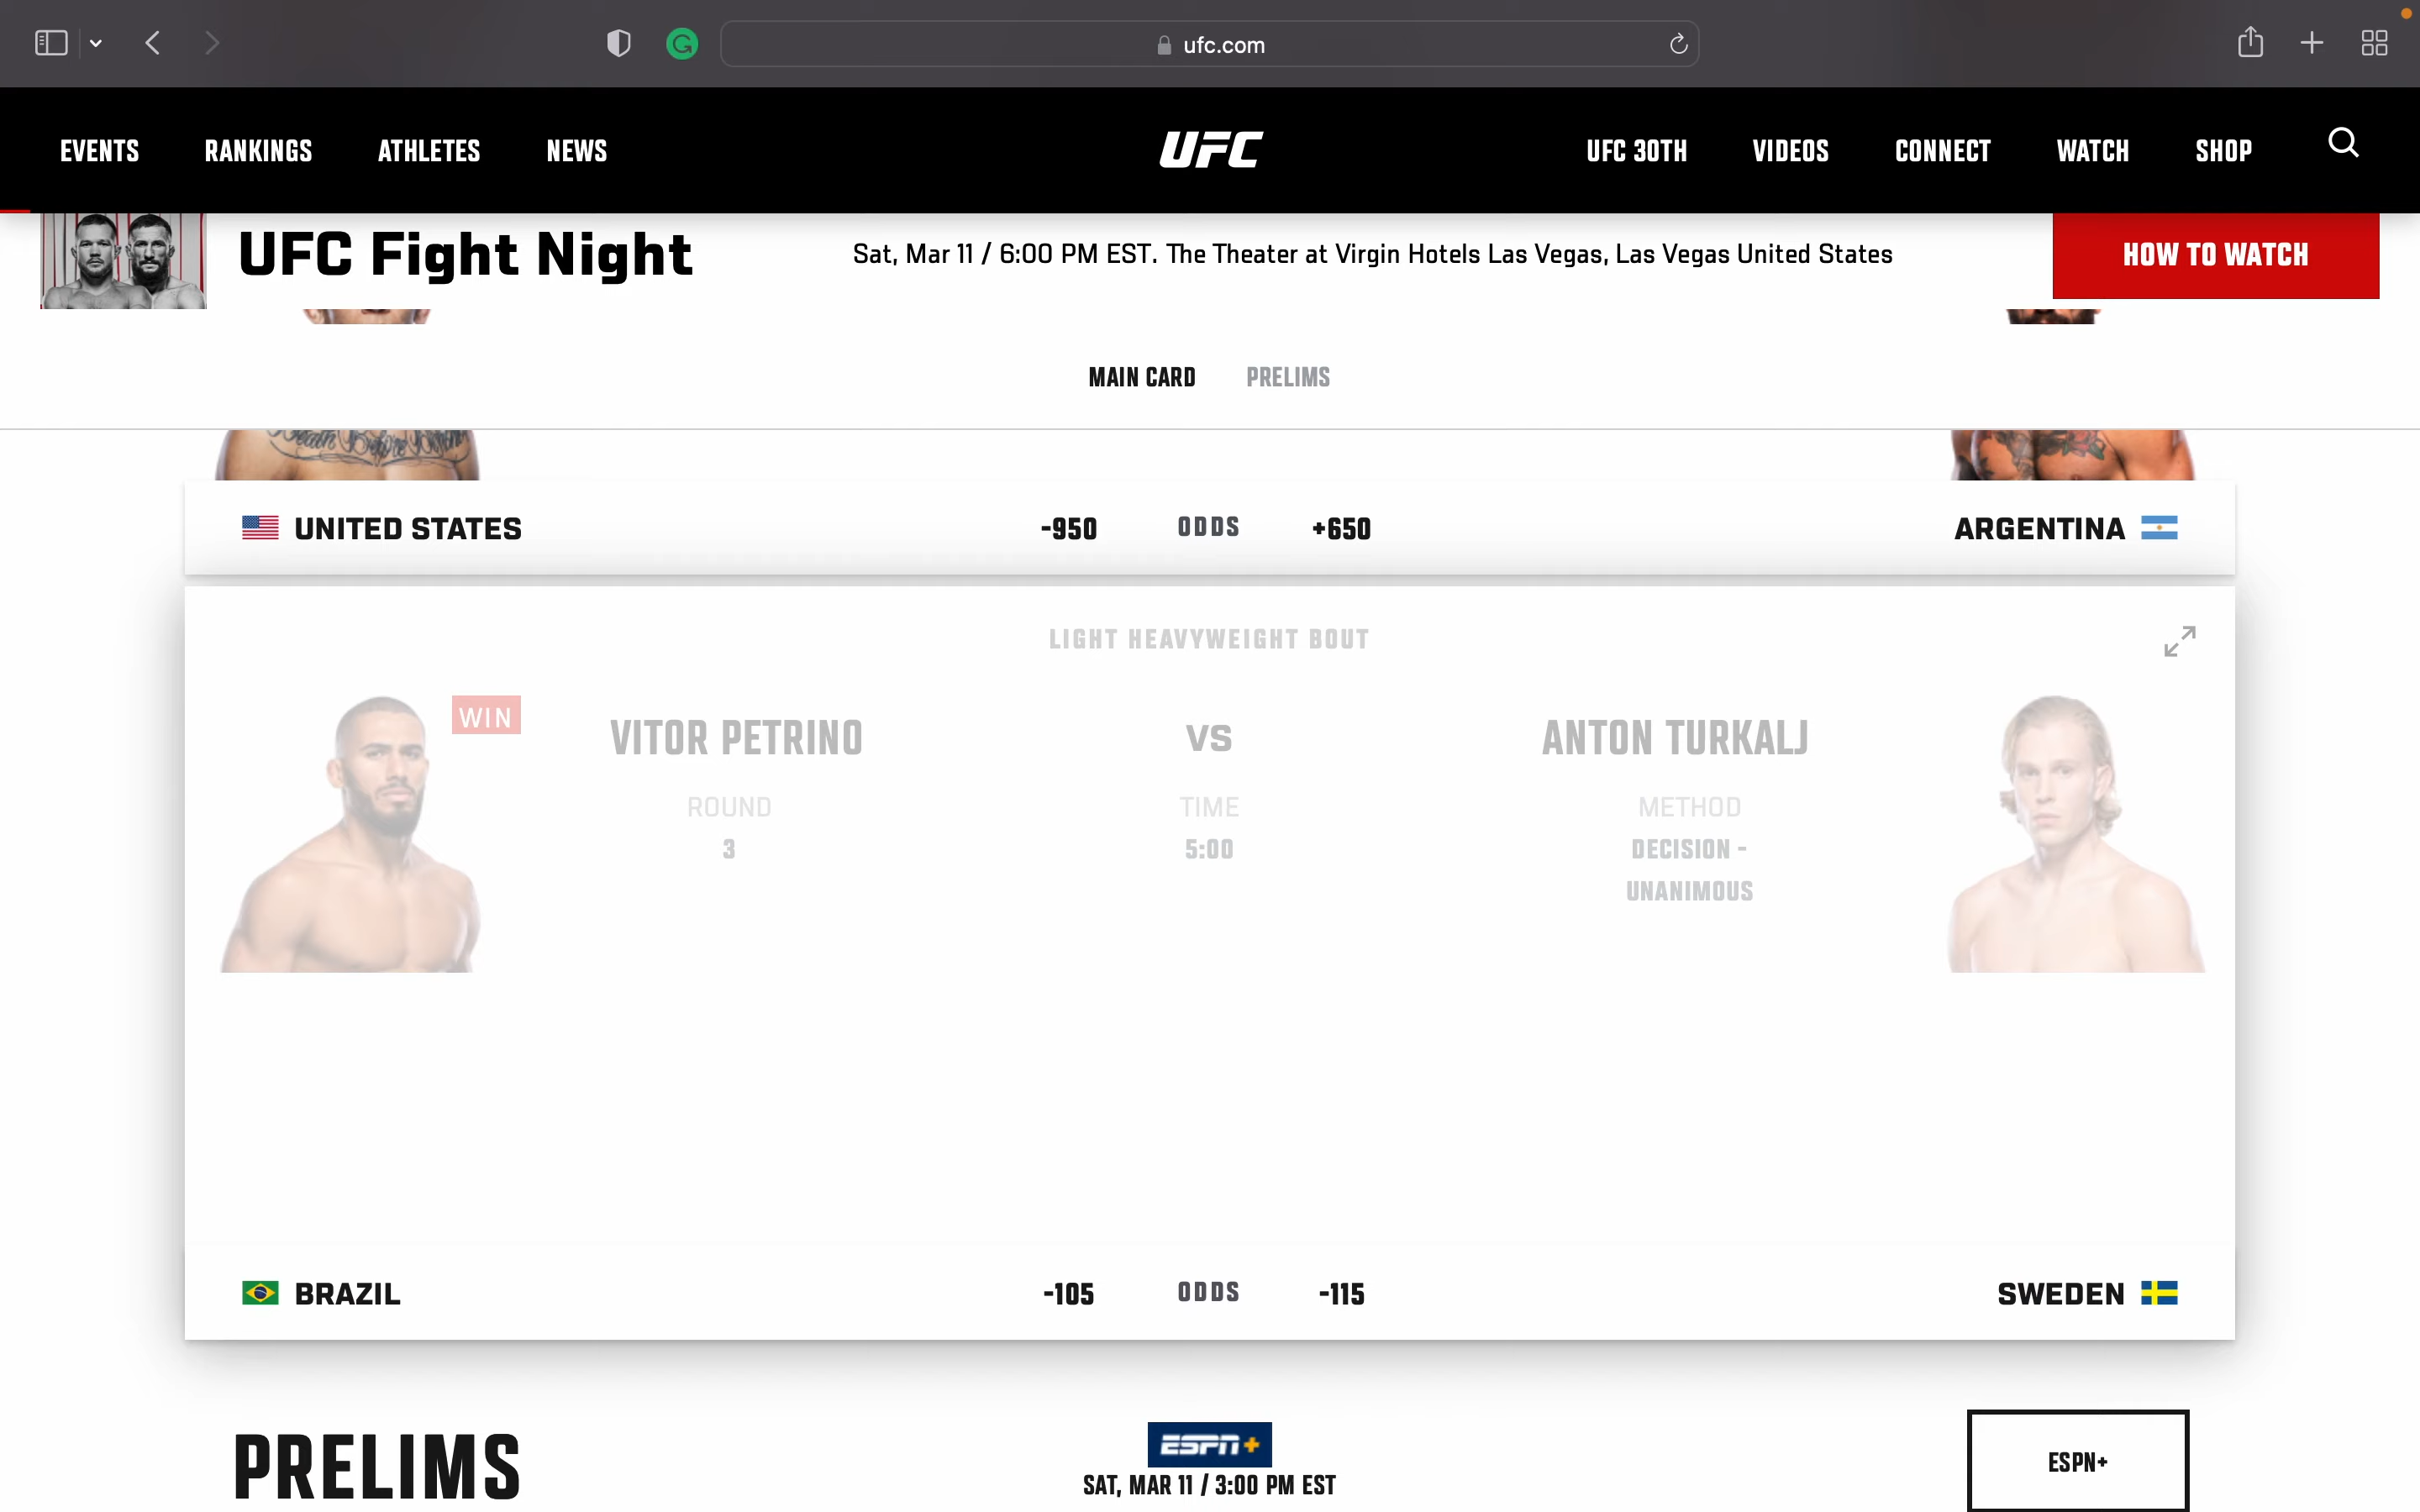 ufc.com
EVENTS RANKINGS ATHLETES NEWS UFC UFC 30TH VIDEOS CONNECT WATCH SHOP
UFC Fight Night Sat, Mar 11 / 6:00 PM EST. The Theater at Virgin Hotels Las Vegas, Las Vegas United States HOW TO WATCH
MAIN CARD PRELIMS
UNITED STATES -950 ODDS +650 ARGENTINA
LIGHT HEAVYWEIGHT BOUT
WIN
VITOR PETRINO VS ANTON TURKALJ
ROUND TIME METHOD
3 5:00 DECISION -
UNANIMOUS
BRAZIL -105 ODDS -115 SWEDEN
PRELIMS ESPN+ ESPN+
SAT, MAR 11 / 3:00 PM EST